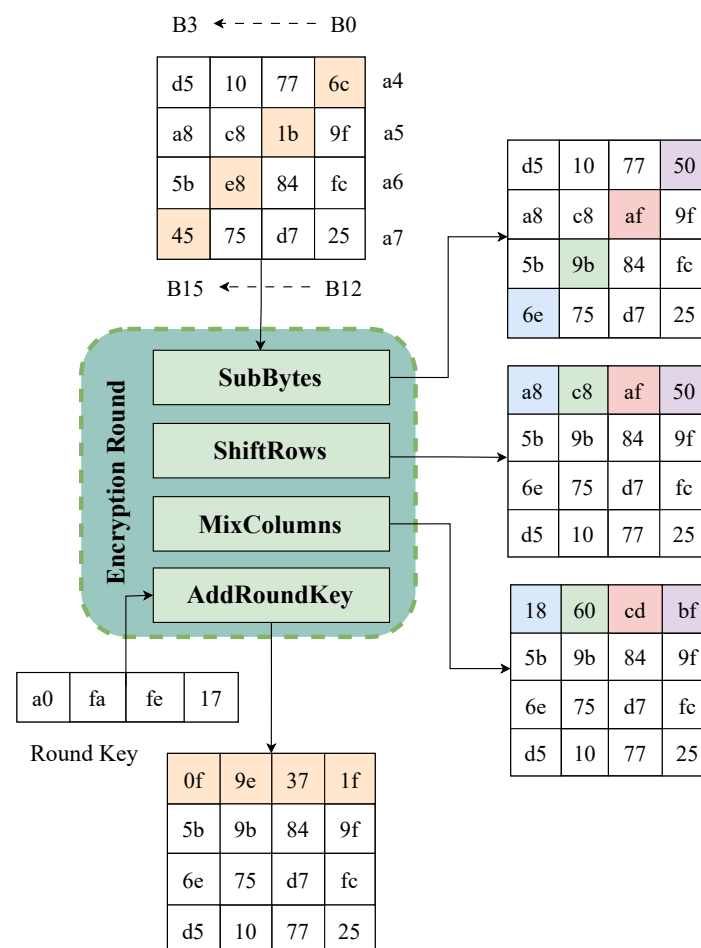 B3 B0
d5 10 77 6c a4
a8 c8 1b 9f a5
5b e8 84 fc a6
45 75 d7 25 a7
B15 B12
Encryption Round
SubBytes
ShiftRows
MixColumns
AddRoundKey
d5 10 77 50
a8 c8 af 9f
5b 9b 84 fc
6e 75 d7 25
a8 c8 af 50
5b 9b 84 9f
6e 75 d7 fc
d5 10 77 25
18 60 cd bf
5b 9b 84 9f
6e 75 d7 fc
d5 10 77 25
a0 fa fe 17
Round Key
0f 9e 37 1f
5b 9b 84 9f
6e 75 d7 fc
d5 10 77 25